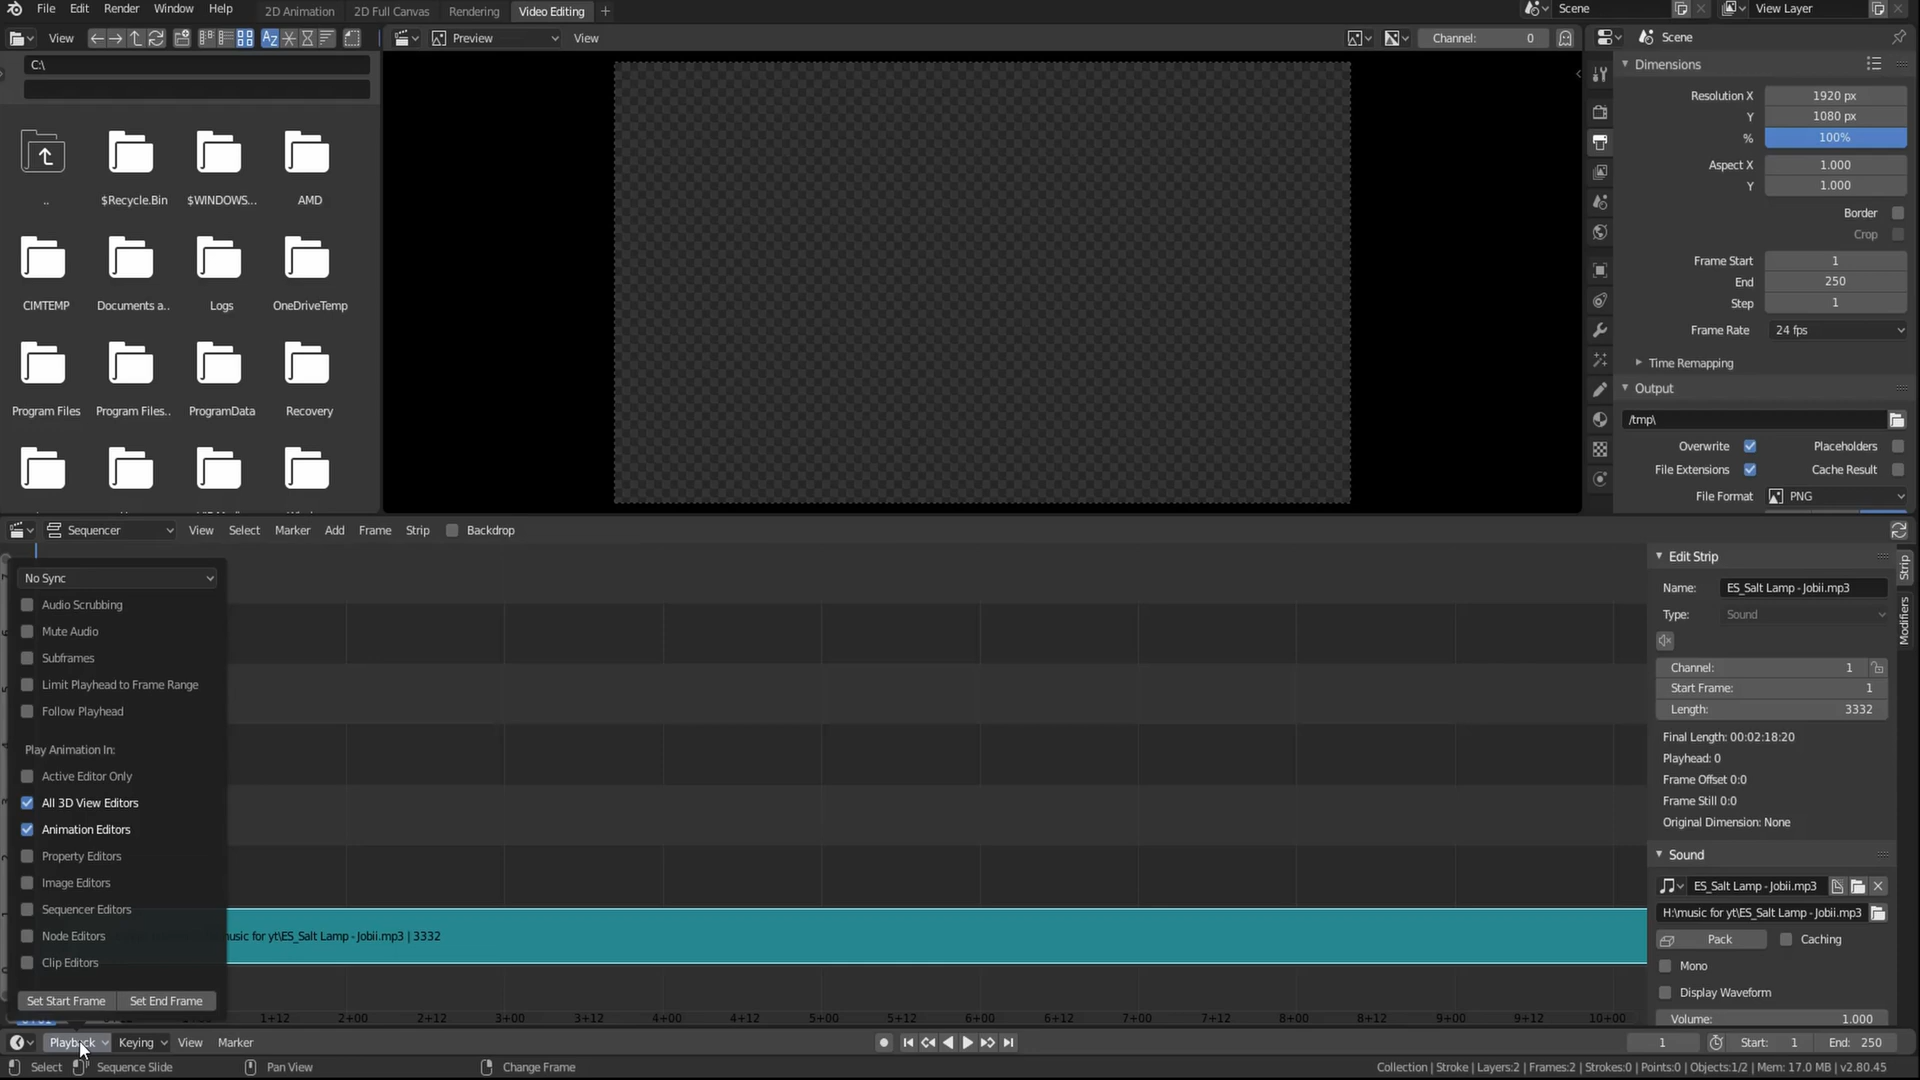 File Edit Render Window Help 2D Animation 2D Full Canvas Rendering Video Editing + Scene View Layer
View Preview View Channel: 0 Scene
C:\
Dimensions
Resolution X 1920 px
Y 1080 px
% 100%
Aspect X 1.000
Y 1.000
Border
Crop
Frame Start 1
End 250
Step 1
Frame Rate 24 fps
Time Remapping
Output
/tmp\
Overwrite Placeholders
File Extensions Cache Result
File Format PNG
.. $Recycle.Bin $WINDOWS... AMD
CIMTEMP Documents a.. Logs OneDriveTemp
Program Files Program Files.. ProgramData Recovery
Sequencer View Select Marker Add Frame Strip Backdrop
No Sync
Audio Scrubbing
Mute Audio
Subframes
Limit Playhead to Frame Range
Follow Playhead
Play Animation In:
Active Editor Only
All 3D View Editors
Animation Editors
Property Editors
Image Editors
Sequencer Editors
Node Editors
Clip Editors
Set Start Frame Set End Frame
usic for yt\ES_Salt Lamp - Jobii.mp3 | 3332
1+12 2+00 2+12 3+00 3+12 4+00 4+12 5+00 5+12 6+00 6+12 7+00 7+12 8+00 8+12 9+00 9+12 10+00
Edit Strip
Name: ES_Salt Lamp - Jobii.mp3
Type: Sound
Channel: 1
Start Frame: 1
Length: 3332
Final Length: 00:02:18:20
Playhead: 0
Frame Offset 0:0
Frame Still 0:0
Original Dimension: None
Sound
ES_Salt Lamp - Jobii.mp3
H:\music for yt\ES_Salt Lamp - Jobii.mp3
Pack Caching
Mono
Display Waveform
Volume: 1.000
Strip
Modifiers
Playback Keying View Marker 1 Start: 1 End: 250
Select Sequence Slide Pan View Change Frame Collection | Stroke | Layers:2 | Frames:2 | Strokes:0 | Points:0 | Objects:1/2 | Mem: 17.0 MB | v2.80.45